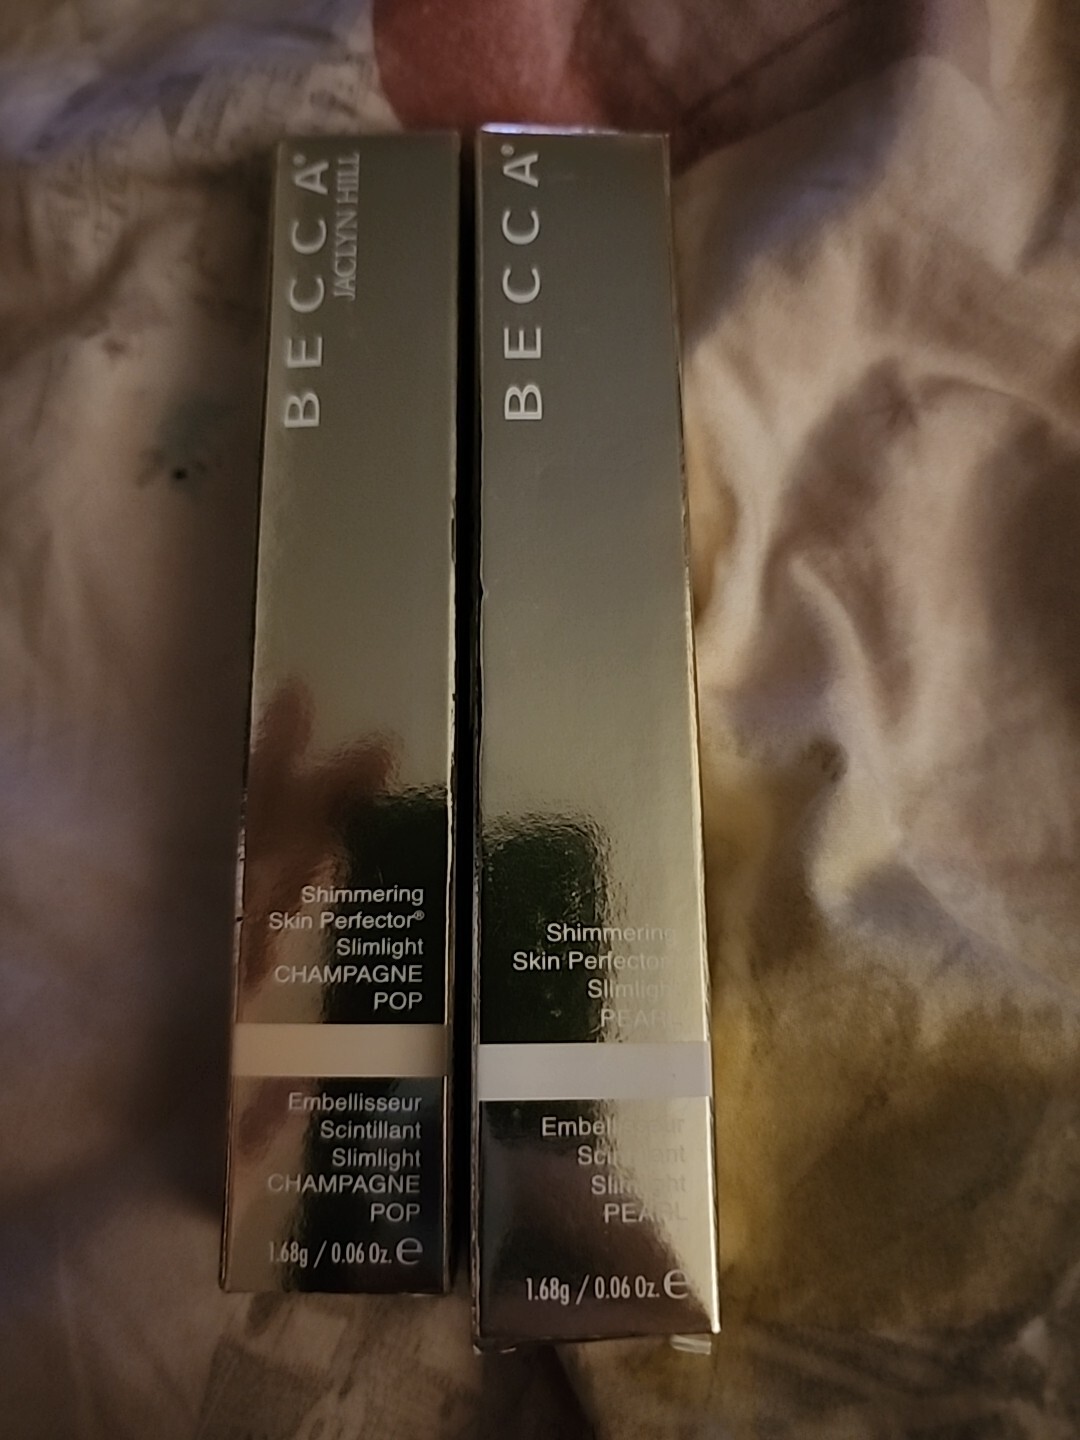 BECCA®
JACLYN HILL
Shimmering
Skin Perfector®
Slimlight
CHAMPAGNE
POP
Embellisseur
Scintillant
Slimlight
CHAMPAGNE
POP
1.68g / 0.06 Oz. ℮
BECCA®
Shimmering
Skin Perfector
Slimlight
PEARL
Embellisseur
Scintillant
Slimlight
PEARL
1.68g / 0.06 Oz. ℮